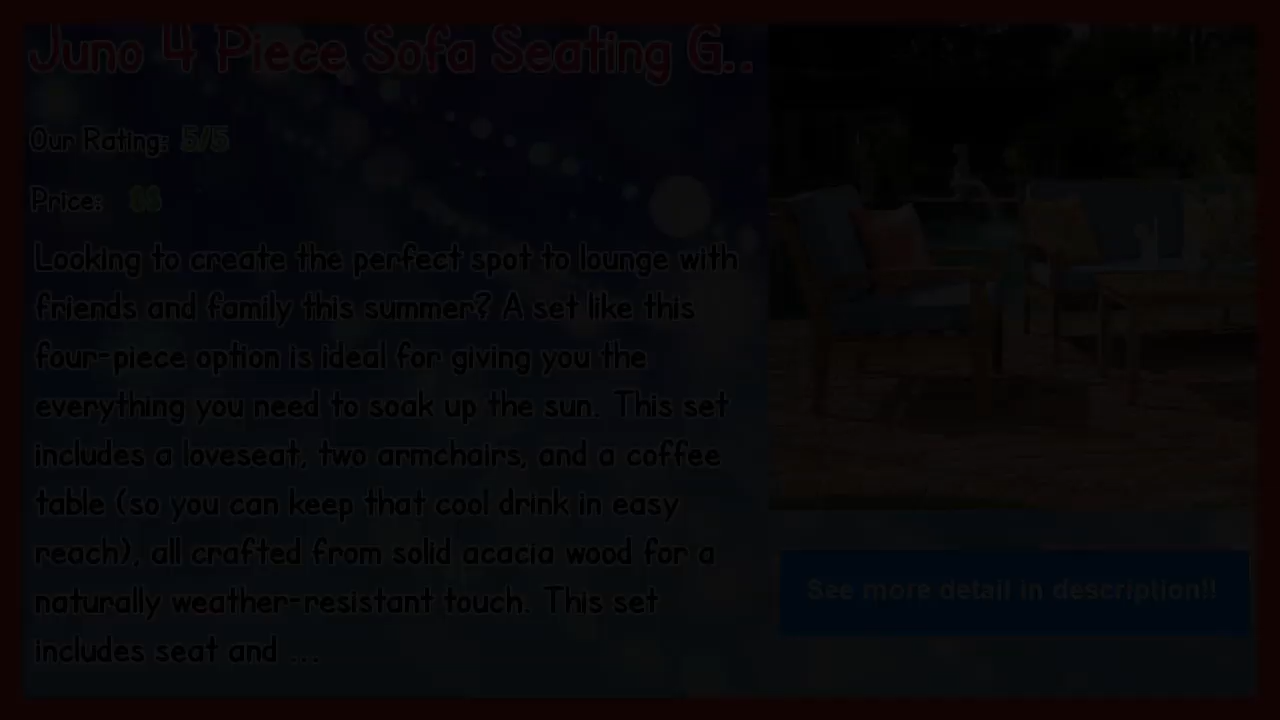 Juno 4 Piece Sofa Seating G..
Our Rating: 5/5
Price: $$
Looking to create the perfect spot to lounge with
friends and family this summer? A set like this
four-piece option is ideal for giving you the
everything you need to soak up the sun. This set
includes a loveseat, two armchairs, and a coffee
table (so you can keep that cool drink in easy
reach), all crafted from solid acacia wood for a
naturally weather-resistant touch. This set
includes seat and ...
See more detail in description!!